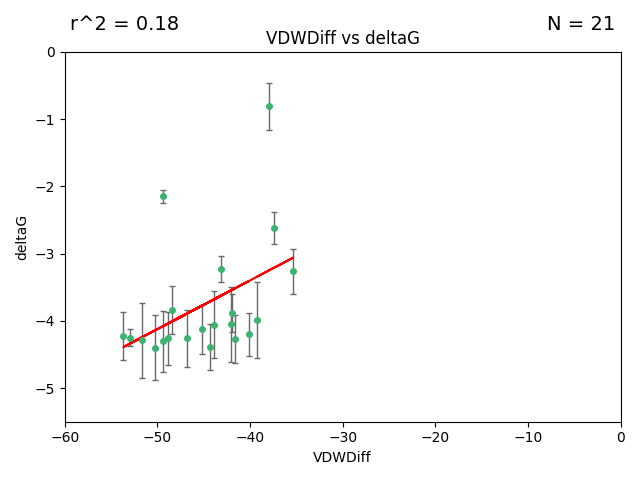 r^2 = 0.18
N = 21
VDWDiff vs deltaG
0
−1
−2
−3
−4
−5
deltaG
−60 −50 −40 −30 −20 −10 0
VDWDiff